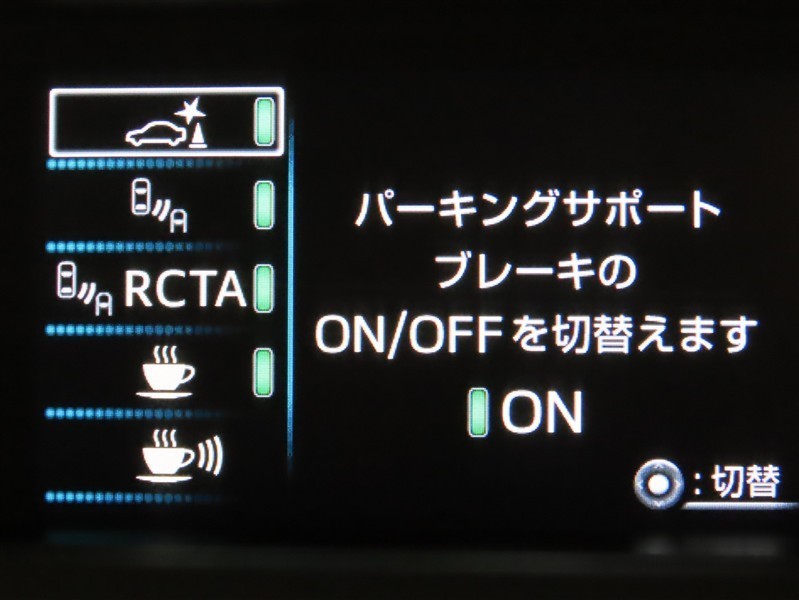 RCTA
パーキングサポート
ブレーキの
ON/OFFを切替えます
ON
:切替